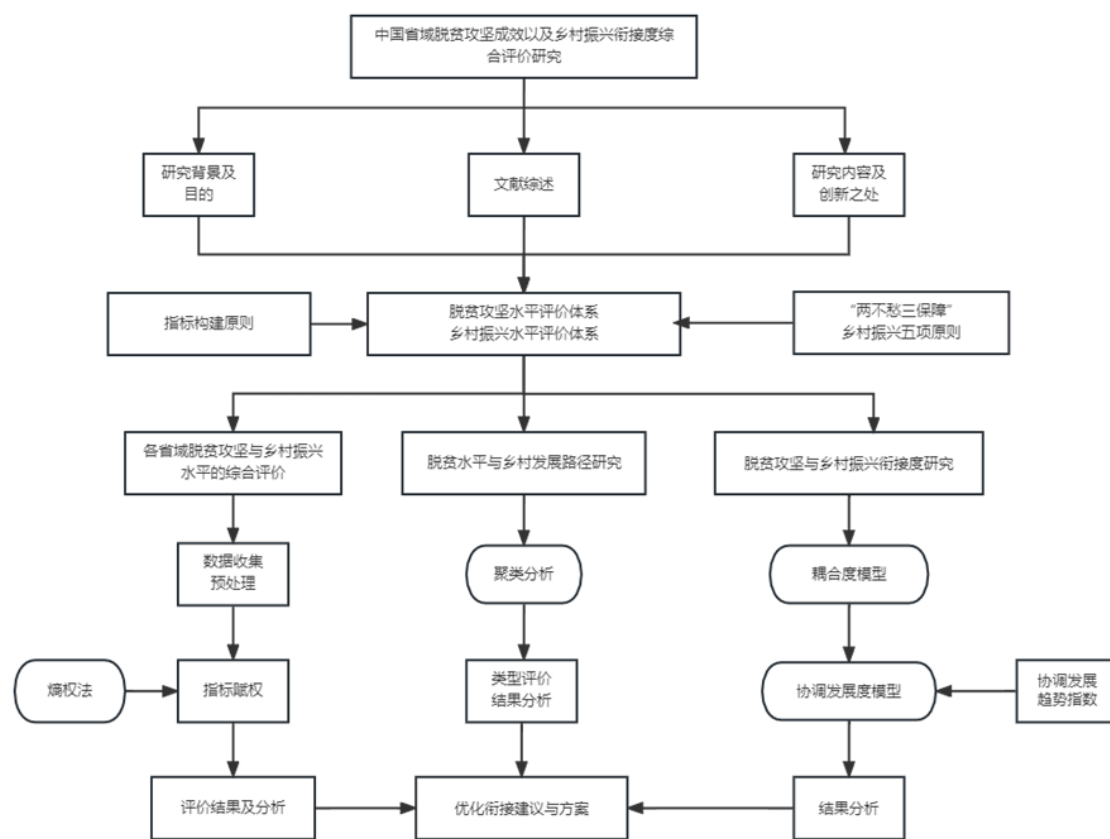 中国省域脱贫攻坚成效以及乡村振兴衔接度综
合评价研究
研究背景及
目的
文献综述
研究内容及
创新之处
指标构建原则
脱贫攻坚水平评价体系
乡村振兴水平评价体系
“两不愁三保障”
乡村振兴五项原则
各省域脱贫攻坚与乡村振兴
水平的综合评价
脱贫水平与乡村发展路径研究
脱贫攻坚与乡村振兴衔接度研究
数据收集
预处理
聚类分析
耦合度模型
熵权法
指标赋权
类型评价
结果分析
协调发展度模型
协调发展
趋势指数
评价结果及分析
优化衔接建议与方案
结果分析